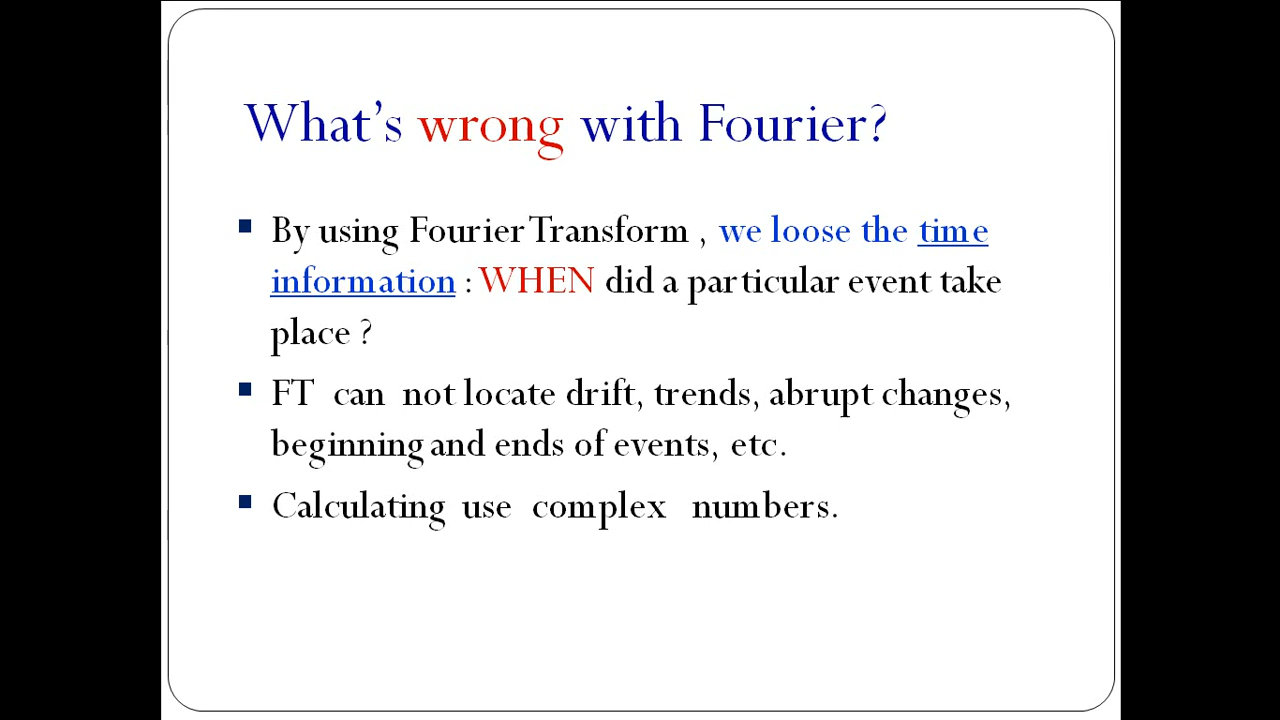 What's wrong with Fourier?
By using Fourier Transform , we loose the time
information : WHEN did a particular event take
place ?
FT can not locate drift, trends, abrupt changes,
beginning and ends of events, etc.
Calculating use complex numbers.